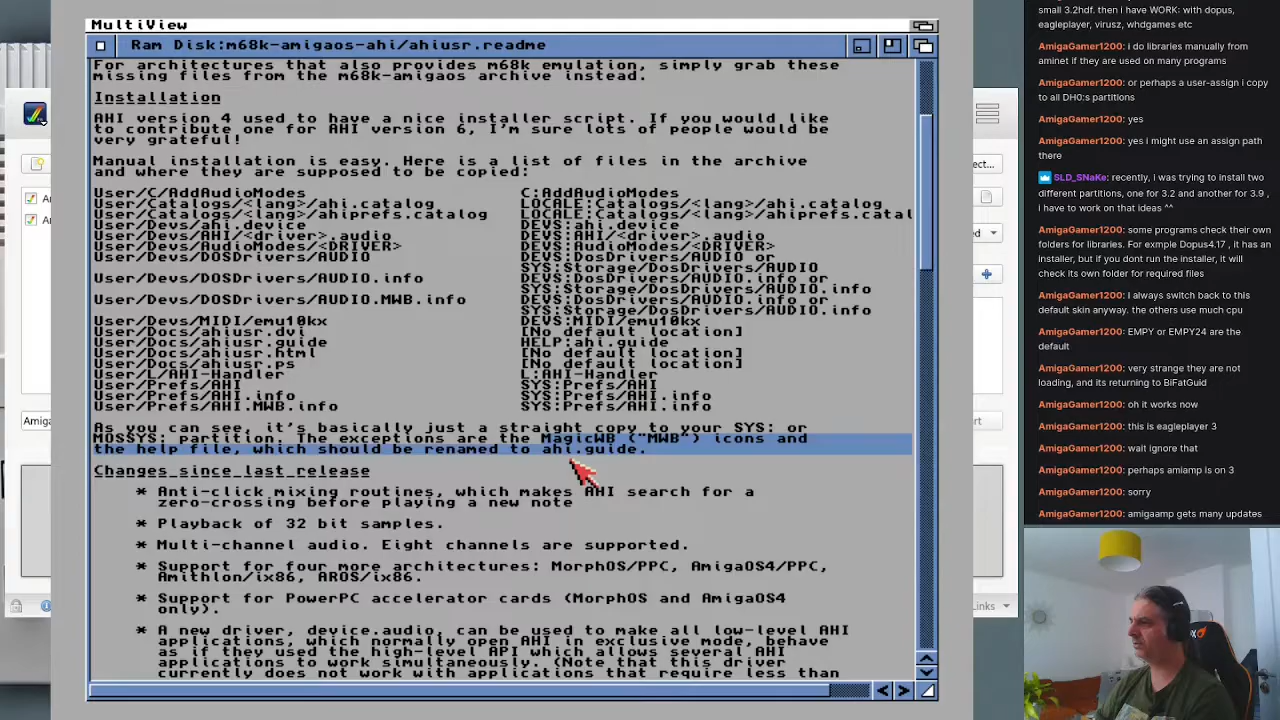 MultiView
Ram Disk:m68k-amigaos-ahi/ahiusr.readme
For architectures that also provides m68k emulation, simply grab these
missing files from the m68k-amigaos archive instead.
Installation
AHI version 4 used to have a nice installer script. If you would like
to contribute one for AHI version 6, I'm sure lots of people would be
very grateful!
Manual installation is easy. Here is a list of files in the archive
and where they are supposed to be copied:
User/C/AddAudioModes C:AddAudioModes
User/Catalogs/<lang>/ahi.catalog LOCALE:Catalogs/<lang>/ahi.catalog
User/Catalogs/<lang>/ahiprefs.catalog LOCALE:Catalogs/<lang>/ahiprefs.catal
User/Devs/ahi.device DEVS:ahi.device
User/Devs/AHI/<driver>.audio DEVS:AHI/<driver>.audio
User/Devs/AudioModes/<DRIVER> DEVS:AudioModes/<DRIVER>
User/Devs/DOSDrivers/AUDIO DEVS:DosDrivers/AUDIO or
SYS:Storage/DosDrivers/AUDIO
User/Devs/DOSDrivers/AUDIO.info DEVS:DosDrivers/AUDIO.info or
SYS:Storage/DosDrivers/AUDIO.info
User/Devs/DOSDrivers/AUDIO.MWB.info DEVS:DosDrivers/AUDIO.info or
SYS:Storage/DosDrivers/AUDIO.info
User/Devs/MIDI/emu10kx DEVS:MIDI/emu10kx
User/Docs/ahiusr.dvi [No default location]
User/Docs/ahiusr.guide HELP:ahi.guide
User/Docs/ahiusr.html [No default location]
User/Docs/ahiusr.ps [No default location]
User/L/AHI-Handler L:AHI-Handler
User/Prefs/AHI SYS:Prefs/AHI
User/Prefs/AHI.info SYS:Prefs/AHI.info
User/Prefs/AHI.MWB.info SYS:Prefs/AHI.info
As you can see, it's basically just a straight copy to your SYS: or
MOSSYS: partition. The exceptions are the MagicWB ("MWB") icons and
the help file, which should be renamed to ahi.guide.
Changes since last release
* Anti-click mixing routines, which makes AHI search for a
zero-crossing before playing a new note
* Playback of 32 bit samples.
* Multi-channel audio. Eight channels are supported.
* Support for four more architectures: MorphOS/PPC, AmigaOS4/PPC,
Amithlon/ix86, AROS/ix86.
* Support for PowerPC accelerator cards (MorphOS and AmigaOS4
only).
* A new driver, device.audio, can be used to make all low-level AHI
applications, which normally open AHI in exclusive mode, behave
as if they used the high-level API which allows several AHI
applications to work simultaneously. (Note that this driver
currently does not work with applications that require less than
Amiga
ect...
Links
small 3.2hdf. then i have WORK: with dopus,
eagleplayer, virusz, whdgames etc
AmigaGamer1200: i do libraries manually from
aminet if they are used on many programs
AmigaGamer1200: or perhaps a user-assign i copy
to all DH0:s partitions
AmigaGamer1200: yes
AmigaGamer1200: yes i might use an assign path
there
SLD_SNaKe: recently, i was trying to install two
different partitions, one for 3.2 and another for 3.9 ,
i have to work on that ideas ^^
AmigaGamer1200: some programs check their own
folders for libraries. For exmple Dopus4.17 , it has an
installer, but if you dont run the installer, it will
check its own folder for required files
AmigaGamer1200: I always switch back to this
default skin anyway. the others use much cpu
AmigaGamer1200: EMPY or EMPY24 are the
default
AmigaGamer1200: very strange they are not
loading, and its returning to BiFatGuid
AmigaGamer1200: oh it works now
AmigaGamer1200: this is eagleplayer 3
AmigaGamer1200: wait ignore that
AmigaGamer1200: perhaps amiamp is on 3
AmigaGamer1200: sorry
AmigaGamer1200: amigaamp gets many updates